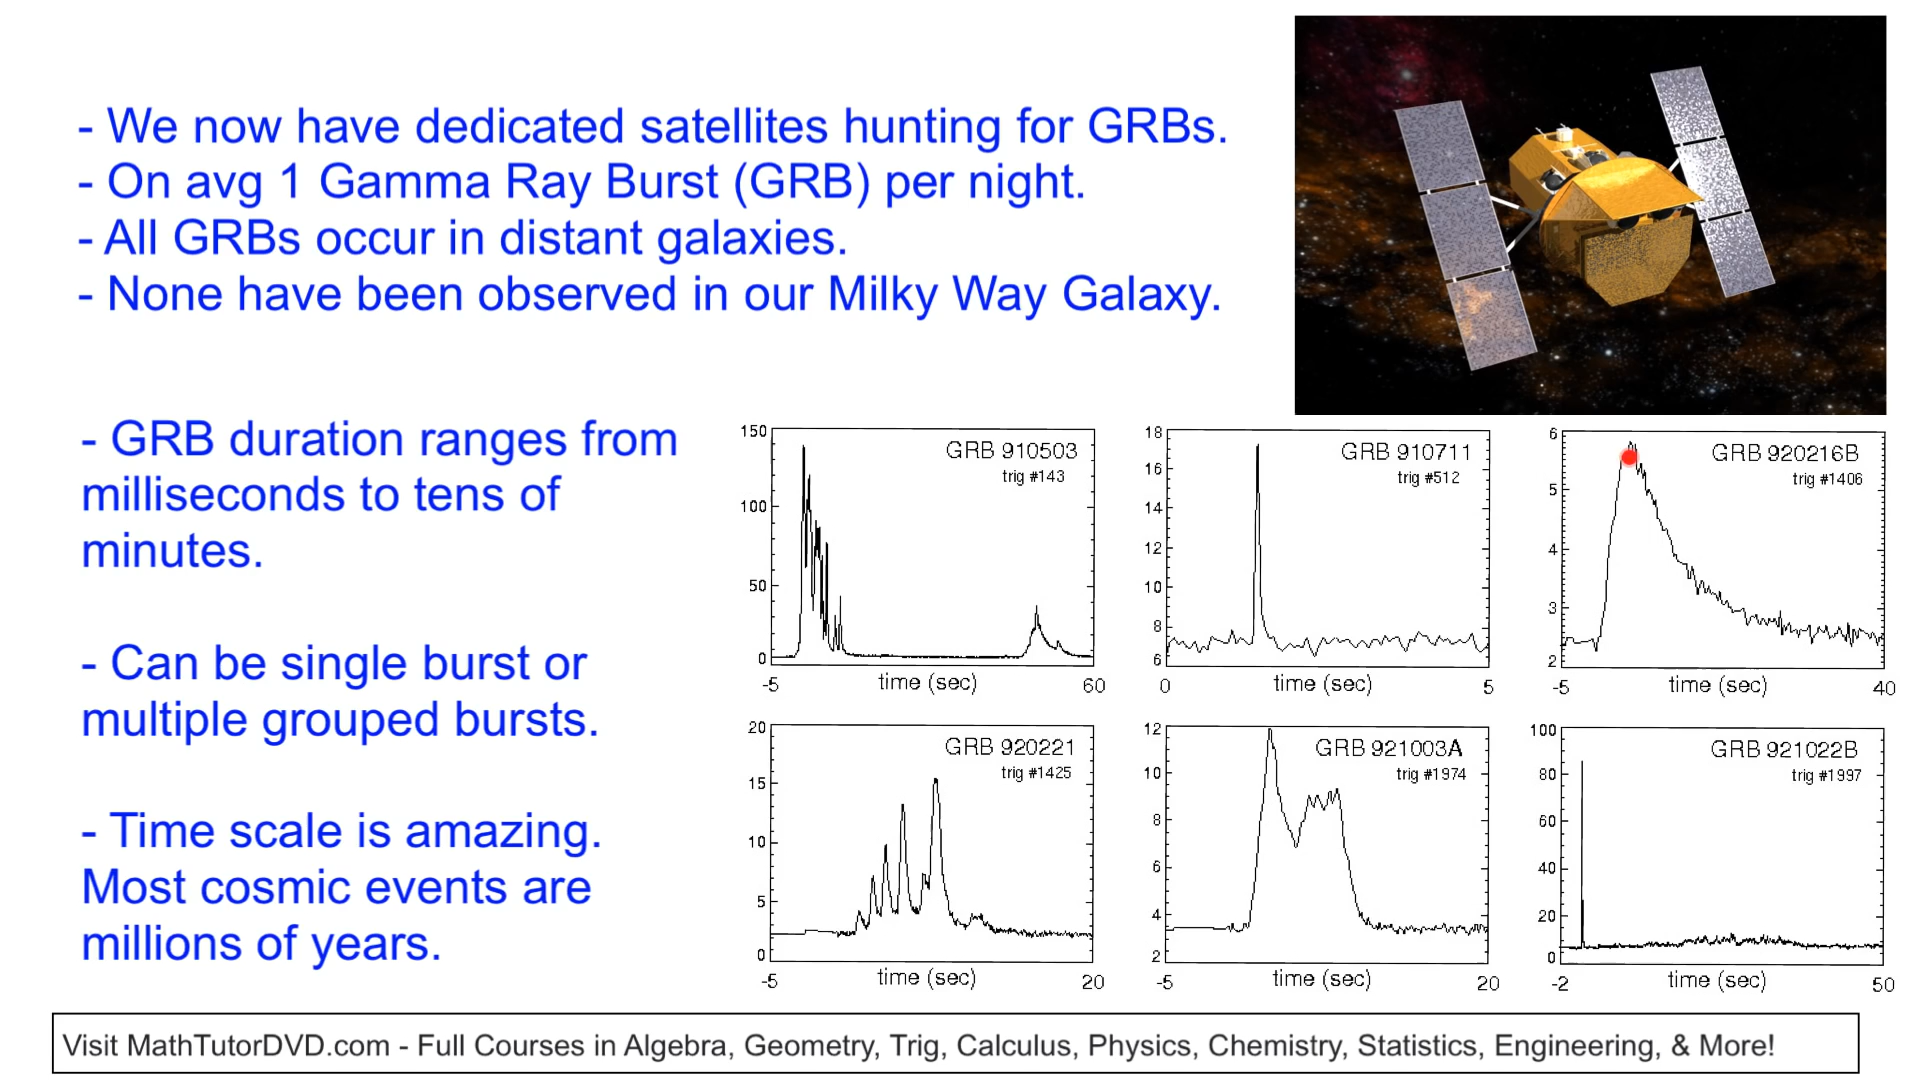 - We now have dedicated satellites hunting for GRBs.
- On avg 1 Gamma Ray Burst (GRB) per night.
- All GRBs occur in distant galaxies.
- None have been observed in our Milky Way Galaxy.
- GRB duration ranges from
milliseconds to tens of
minutes.
- Can be single burst or
multiple grouped bursts.
- Time scale is amazing.
Most cosmic events are
millions of years.
GRB 910503
trig #143
150
100
50
0
-5
time (sec)
60
GRB 910711
trig #512
18
16
14
12
10
8
6
0
time (sec)
5
GRB 920216B
trig #1406
6
5
4
3
2
-5
time (sec)
40
GRB 920221
trig #1425
20
15
10
5
0
-5
time (sec)
20
GRB 921003A
trig #1974
12
10
8
6
4
2
-5
time (sec)
20
GRB 921022B
trig #1997
100
80
60
40
20
0
-2
time (sec)
50
Visit MathTutorDVD.com - Full Courses in Algebra, Geometry, Trig, Calculus, Physics, Chemistry, Statistics, Engineering, & More!